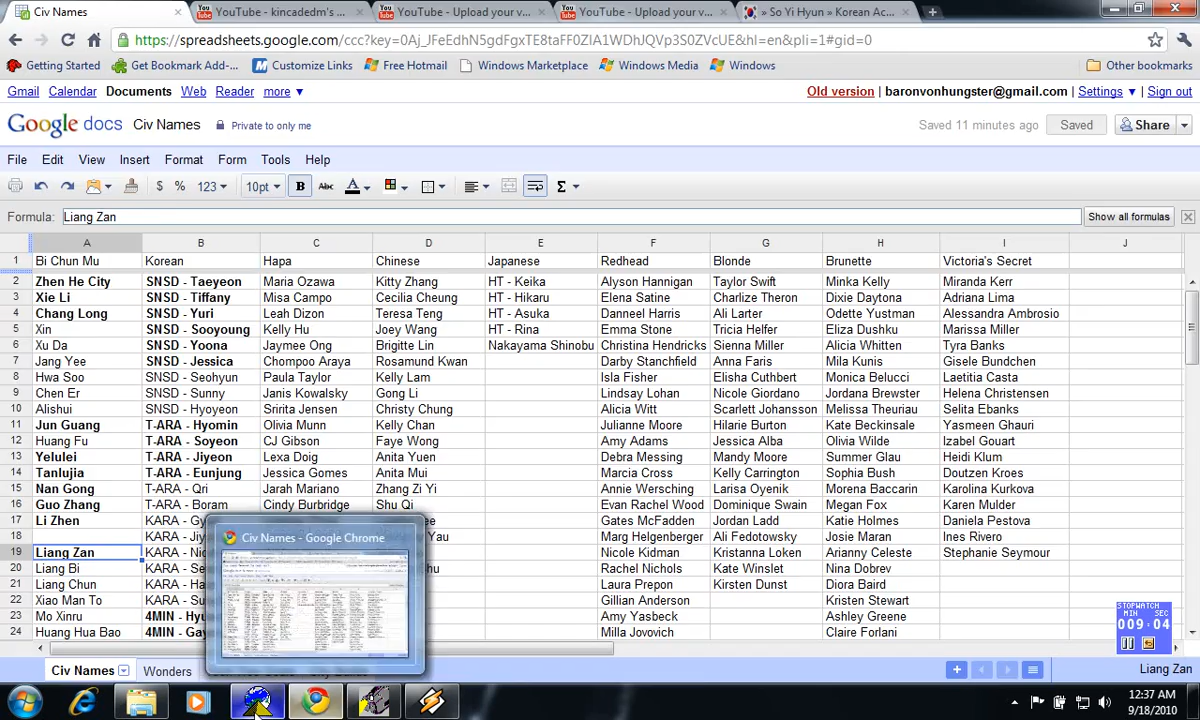 Civ Names
YouTube - kincadedm's ...
YouTube - Upload your v...
YouTube - Upload your v...
» So Yi Hyun » Korean Ac...
https://spreadsheets.google.com/ccc?key=0Aj_JFeEdhN5gdFgxTE8taFF0ZlA1WDhJQVp3S0ZVcUE&hl=en&pli=1#gid=0
Getting Started Get Bookmark Add-... Customize Links Free Hotmail Windows Marketplace Windows Media Windows Other bookmarks
Gmail Calendar Documents Web Reader more ▼ Old version | baronvonhungster@gmail.com | Settings ▼ | Sign out
Google docs Civ Names Private to only me Saved 11 minutes ago Saved Share
File Edit View Insert Format Form Tools Help
$ % 123 10pt B Abc A Σ
Formula: Liang Zan Show all formulas
A B C D E F G H I J
1 Bi Chun Mu Korean Hapa Chinese Japanese Redhead Blonde Brunette Victoria's Secret
2 Zhen He City SNSD - Taeyeon Maria Ozawa Kitty Zhang HT - Keika Alyson Hannigan Taylor Swift Minka Kelly Miranda Kerr
3 Xie Li SNSD - Tiffany Misa Campo Cecilia Cheung HT - Hikaru Elena Satine Charlize Theron Dixie Daytona Adriana Lima
4 Chang Long SNSD - Yuri Leah Dizon Teresa Teng HT - Asuka Danneel Harris Ali Larter Odette Yustman Alessandra Ambrosio
5 Xin SNSD - Sooyoung Kelly Hu Joey Wang HT - Rina Emma Stone Tricia Helfer Eliza Dushku Marissa Miller
6 Xu Da SNSD - Yoona Jaymee Ong Brigitte Lin Nakayama Shinobu Christina Hendricks Sienna Miller Alicia Whitten Tyra Banks
7 Jang Yee SNSD - Jessica Chompoo Araya Rosamund Kwan Darby Stanchfield Anna Faris Mila Kunis Gisele Bundchen
8 Hwa Soo SNSD - Seohyun Paula Taylor Kelly Lam Isla Fisher Elisha Cuthbert Monica Belucci Laetitia Casta
9 Chen Er SNSD - Sunny Janis Kowalsky Gong Li Lindsay Lohan Nicole Giordano Jordana Brewster Helena Christensen
10 Alishui SNSD - Hyoyeon Sririta Jensen Christy Chung Alicia Witt Scarlett Johansson Melissa Theuriau Selita Ebanks
11 Jun Guang T-ARA - Hyomin Olivia Munn Kelly Chan Julianne Moore Hilarie Burton Kate Beckinsale Yasmeen Ghauri
12 Huang Fu T-ARA - Soyeon CJ Gibson Faye Wong Amy Adams Jessica Alba Olivia Wilde Izabel Gouart
13 Yelulei T-ARA - Jiyeon Lexa Doig Anita Yuen Debra Messing Mandy Moore Summer Glau Heidi Klum
14 Tanlujia T-ARA - Eunjung Jessica Gomes Anita Mui Marcia Cross Kelly Carrington Sophia Bush Doutzen Kroes
15 Nan Gong T-ARA - Qri Jarah Mariano Zhang Zi Yi Annie Wersching Larisa Oyenik Morena Baccarin Karolina Kurkova
16 Guo Zhang T-ARA - Boram Cindy Burbridge Shu Qi Evan Rachel Wood Dominique Swain Megan Fox Karen Mulder
17 Li Zhen KARA - Gates McFadden Jordan Ladd Katie Holmes Daniela Pestova
18 KARA - Yau Marg Helgenberger Ali Fedotowsky Josie Maran Ines Rivero
19 Liang Zan KARA - Nicole Kidman Kristanna Loken Arianny Celeste Stephanie Seymour
20 Liang Bi KARA - Rachel Nichols Kate Winslet Nina Dobrev
21 Liang Chun KARA - Laura Prepon Kirsten Dunst Diora Baird
22 Xiao Man To KARA - Gillian Anderson Kristen Stewart
23 Mo Xinru 4MIN - Amy Yasbeck Ashley Greene
24 Huang Hua Bao 4MIN - Milla Jovovich Claire Forlani
Civ Names - Google Chrome
STOPWATCH
MIN SEC
009:04
Civ Names Wonders Liang Zan
12:37 AM
9/18/2010